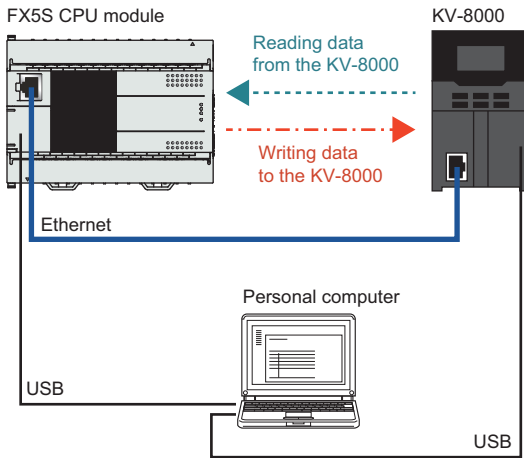 FX5S CPU module
KV-8000
Reading data
from the KV-8000
Writing data
to the KV-8000
Ethernet
Personal computer
USB
USB